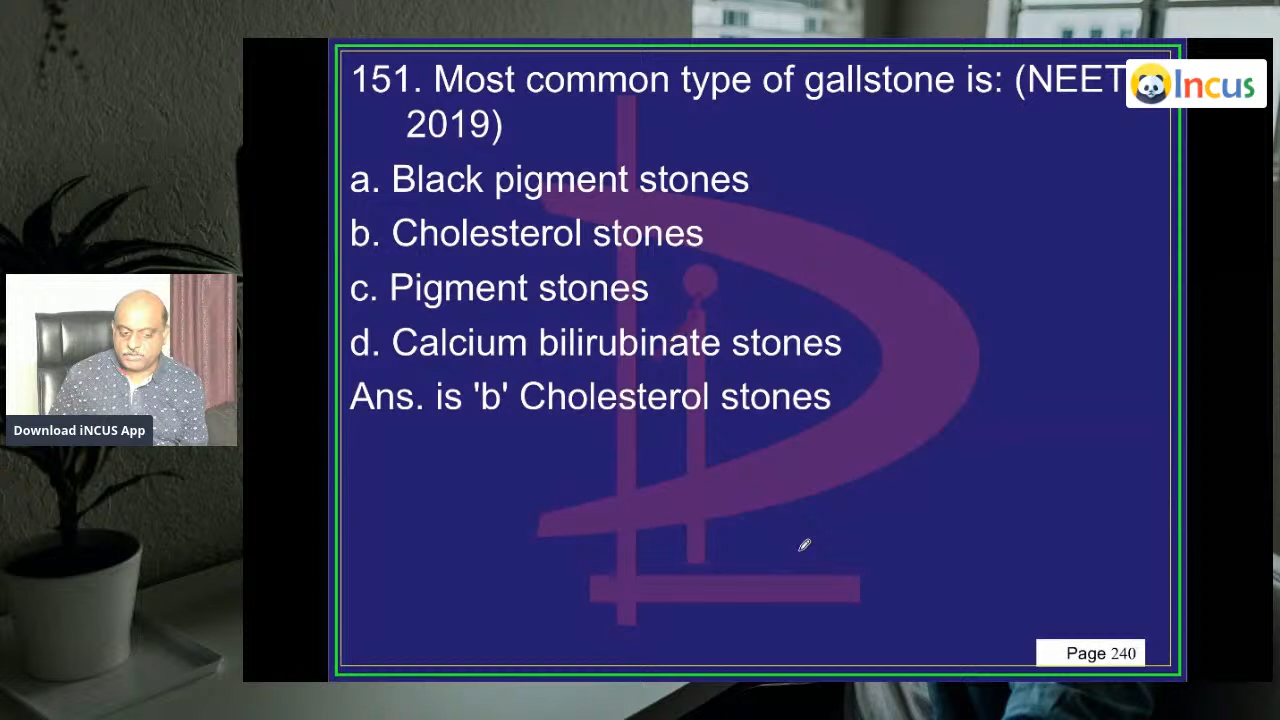 151. Most common type of gallstone is: (NEET
2019)
a. Black pigment stones
b. Cholesterol stones
c. Pigment stones
d. Calcium bilirubinate stones
Ans. is 'b' Cholesterol stones
Incus
Download iNCUS App
Page 240